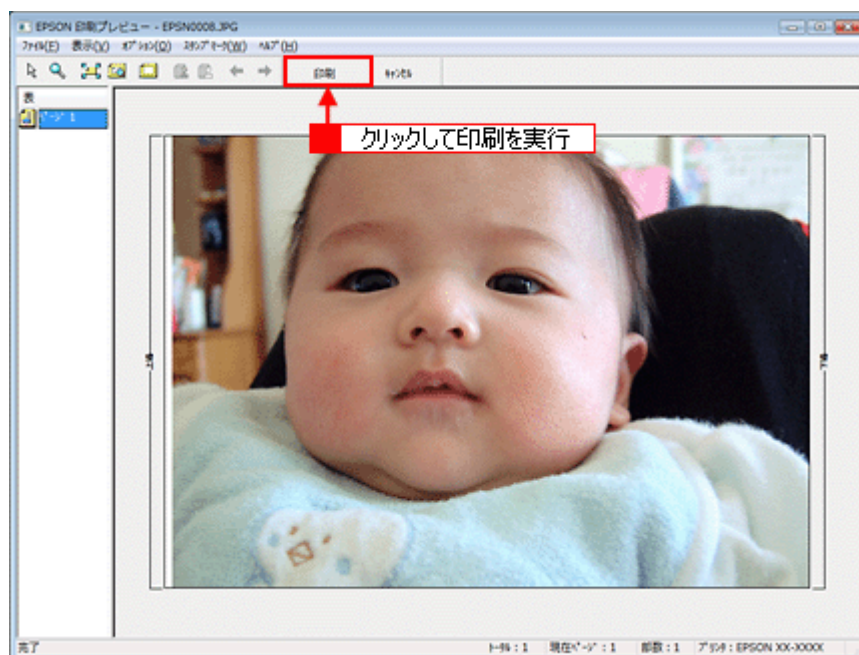 EPSON 印刷プレビュー - EPSN0008.JPG
ファイル(E) 表示(V) オプション(O) スタンプマーク(W) ヘルプ(H)
印刷 キャンセル
表
ページ 1
クリックして印刷を実行
完了 トータル : 1 現在ページ : 1 部数 : 1 プリンタ : EPSON XX-XXXX